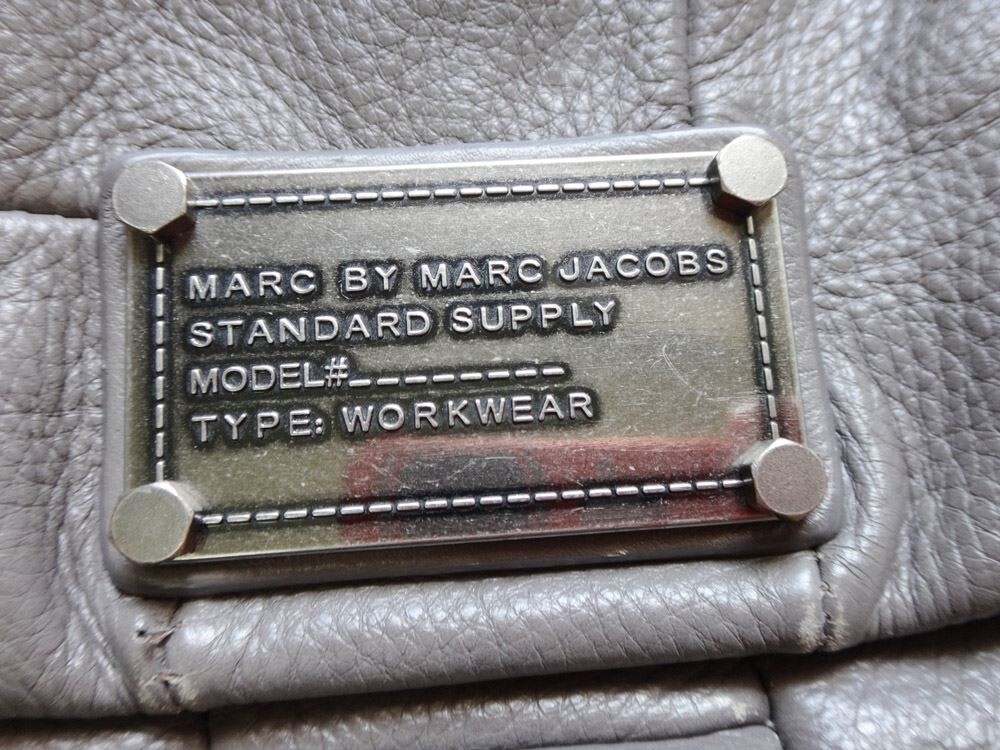 MARC BY MARC JACOBS
STANDARD SUPPLY
MODEL#_________
TYPE: WORKWEAR